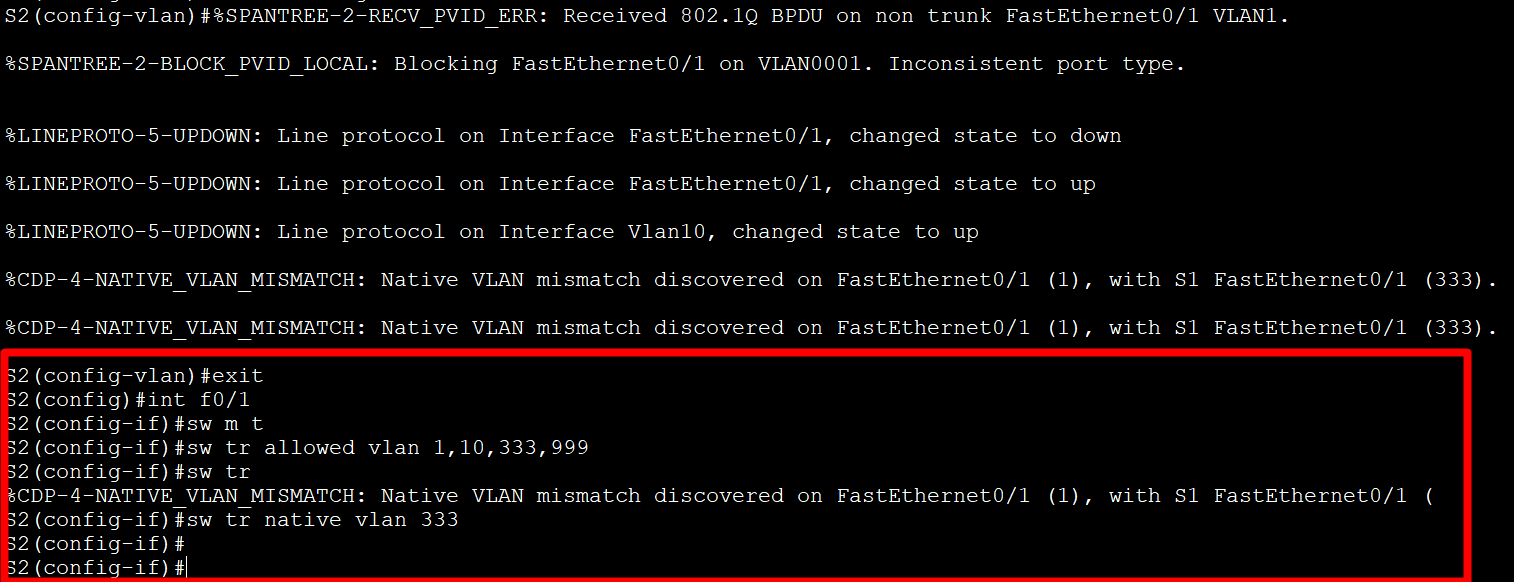 S2(config-vlan)#%SPANTREE-2-RECV_PVID_ERR: Received 802.1Q BPDU on non trunk FastEthernet0/1 VLAN1.
%SPANTREE-2-BLOCK_PVID_LOCAL: Blocking FastEthernet0/1 on VLAN0001. Inconsistent port type.
%LINEPROTO-5-UPDOWN: Line protocol on Interface FastEthernet0/1, changed state to down
%LINEPROTO-5-UPDOWN: Line protocol on Interface FastEthernet0/1, changed state to up
%LINEPROTO-5-UPDOWN: Line protocol on Interface Vlan10, changed state to up
%CDP-4-NATIVE_VLAN_MISMATCH: Native VLAN mismatch discovered on FastEthernet0/1 (1), with S1 FastEthernet0/1 (333).
%CDP-4-NATIVE_VLAN_MISMATCH: Native VLAN mismatch discovered on FastEthernet0/1 (1), with S1 FastEthernet0/1 (333).
S2(config-vlan)#exit
S2(config)#int f0/1
S2(config-if)#sw m t
S2(config-if)#sw tr allowed vlan 1,10,333,999
S2(config-if)#sw tr
%CDP-4-NATIVE_VLAN_MISMATCH: Native VLAN mismatch discovered on FastEthernet0/1 (1), with S1 FastEthernet0/1 (
S2(config-if)#sw tr native vlan 333
S2(config-if)#
S2(config-if)#